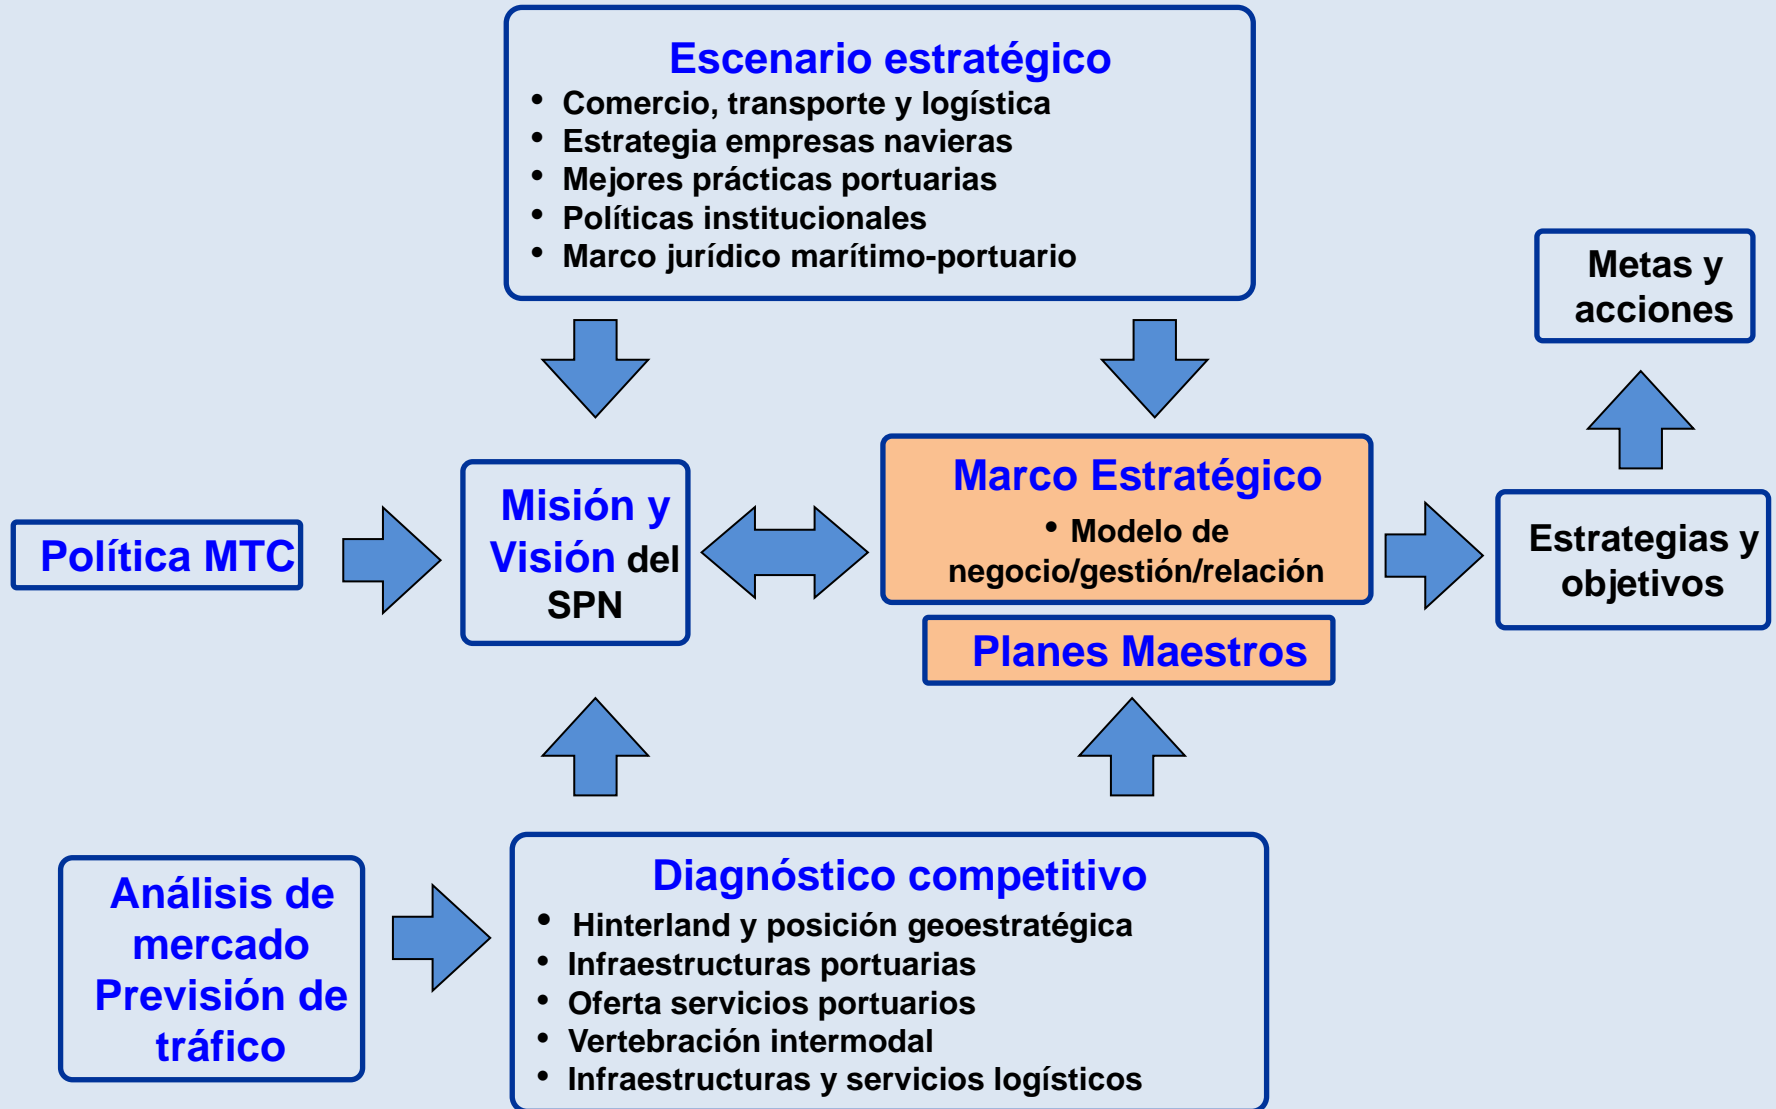 Escenario estratégico
• Comercio, transporte y logística
• Estrategia empresas navieras
• Mejores prácticas portuarias
• Políticas institucionales
• Marco jurídico marítimo-portuario
Metas y
acciones
Política MTC
Misión y
Visión del
SPN
Marco Estratégico
• Modelo de
negocio/gestión/relación
Planes Maestros
Estrategias y
objetivos
Análisis de
mercado
Previsión de
tráfico
Diagnóstico competitivo
• Hinterland y posición geoestratégica
• Infraestructuras portuarias
• Oferta servicios portuarios
• Vertebración intermodal
• Infraestructuras y servicios logísticos